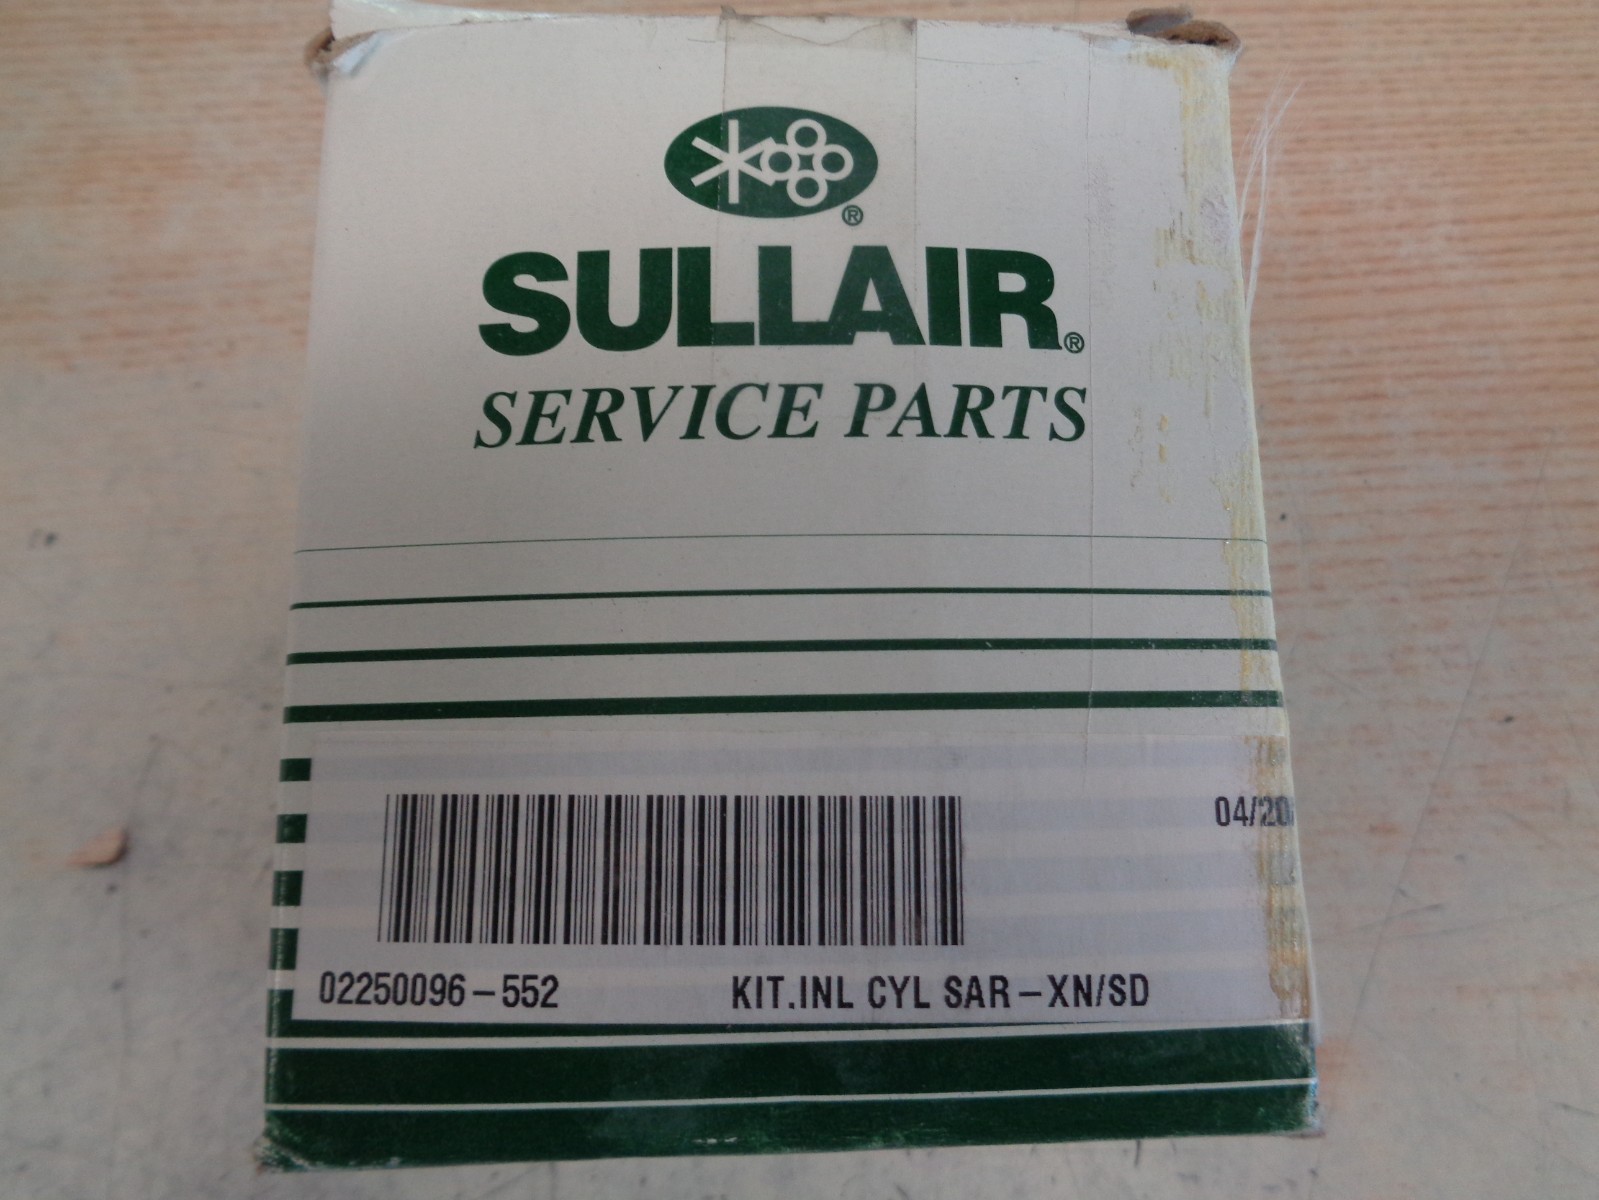 ®
SULLAIR®
SERVICE PARTS
04/20
02250096-552 KIT.INL CYL SAR-XN/SD